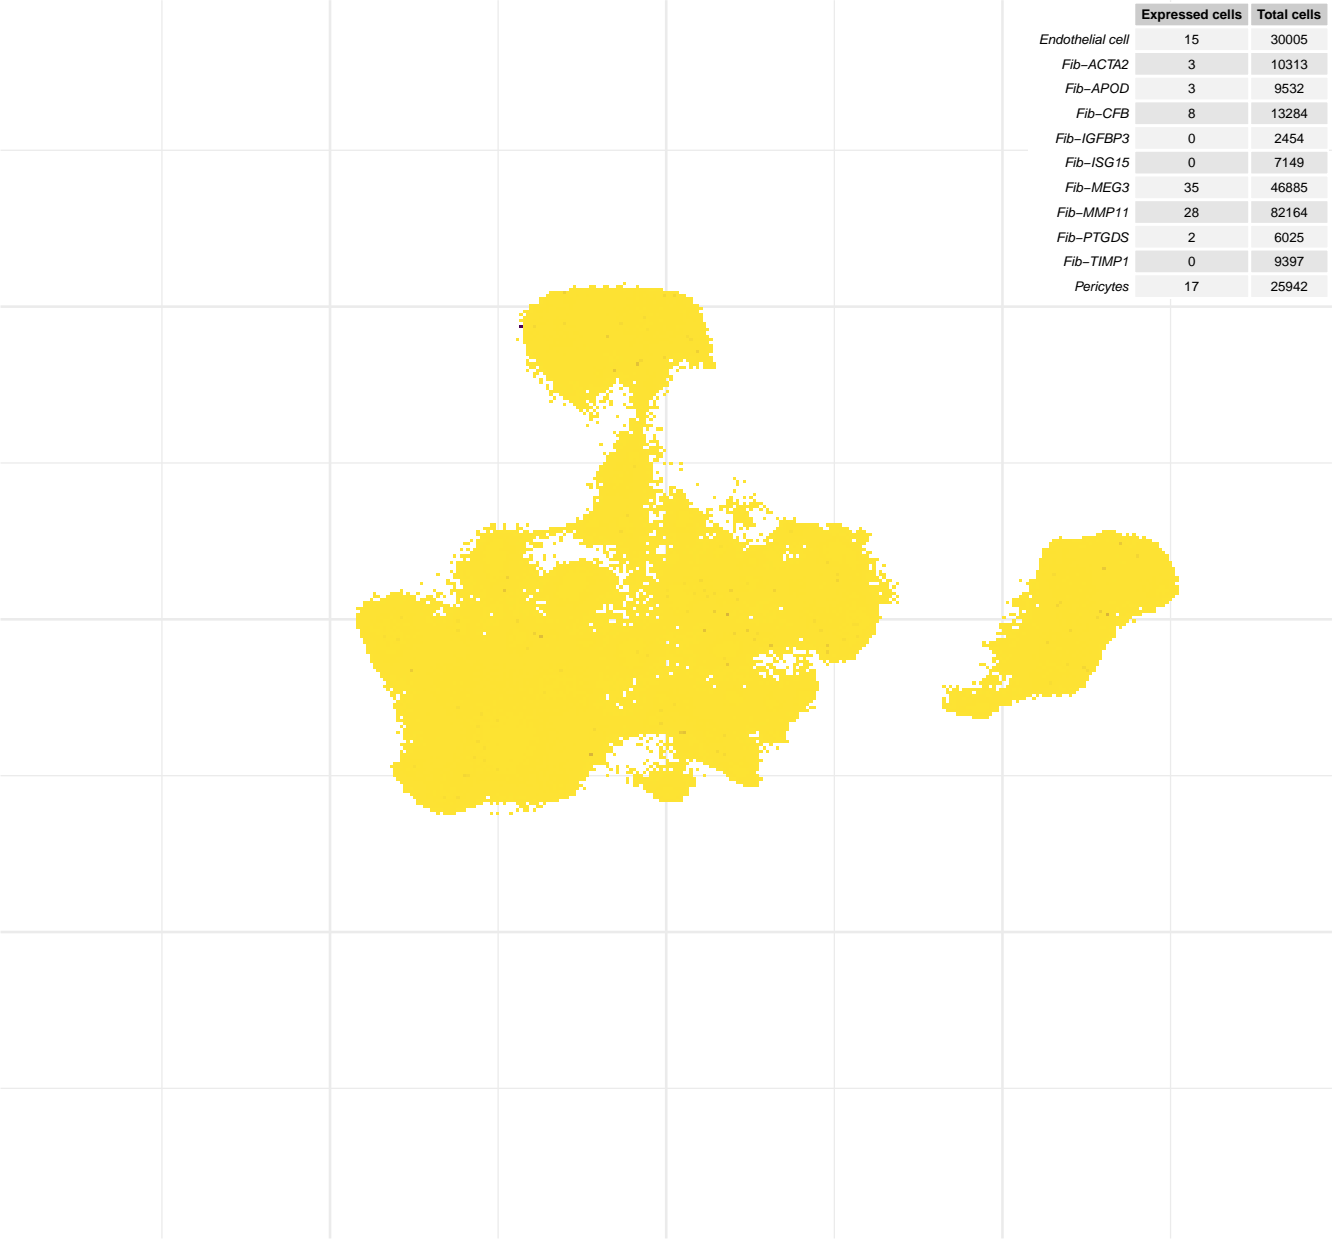 Expressed cells Total cells
Endothelial cell 15 30005
Fib−ACTA2 3 10313
Fib−APOD 3 9532
Fib−CFB 8 13284
Fib−IGFBP3 0 2454
Fib−ISG15 0 7149
Fib−MEG3 35 46885
Fib−MMP11 28 82164
Fib−PTGDS 2 6025
Fib−TIMP1 0 9397
Pericytes 17 25942